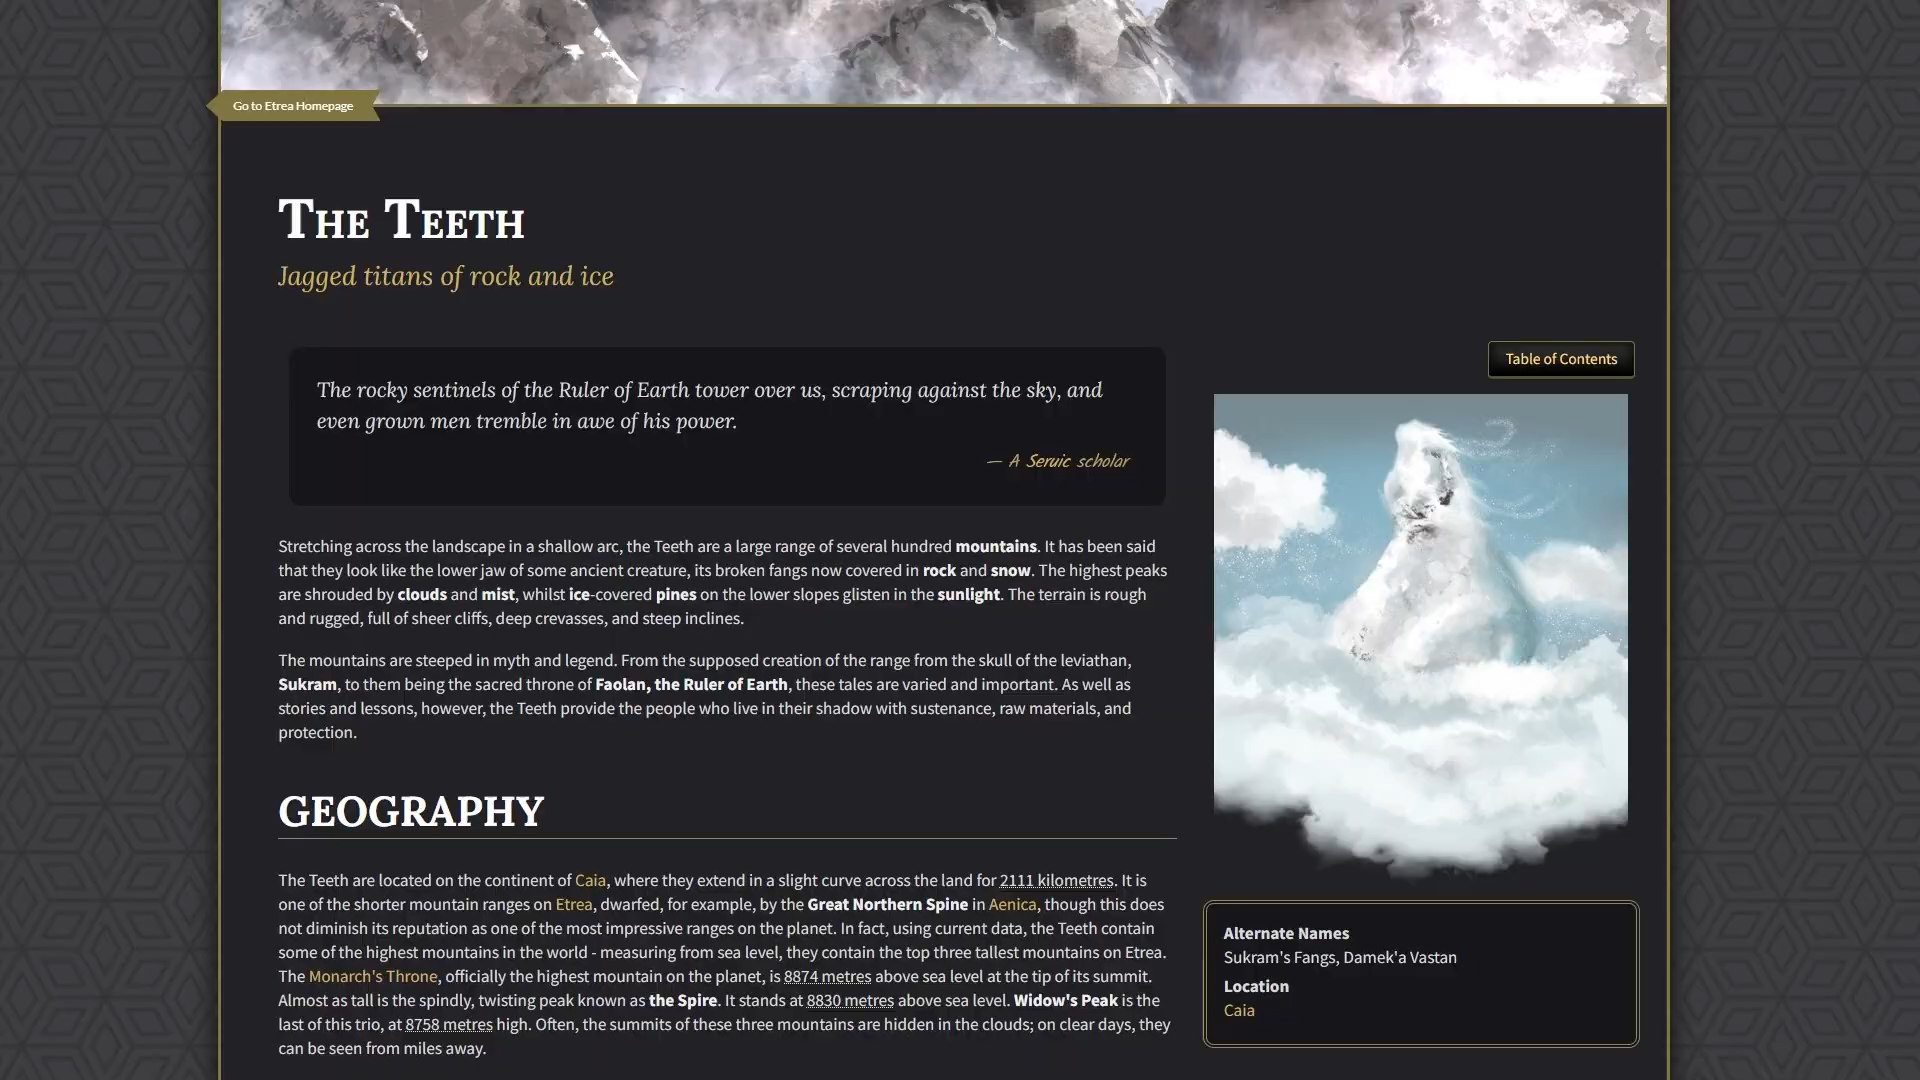 Go to Etrea Homepage
The Teeth
Jagged titans of rock and ice
Table of Contents
The rocky sentinels of the Ruler of Earth tower over us, scraping against the sky, and
even grown men tremble in awe of his power.
— A Seruic scholar
Stretching across the landscape in a shallow arc, the Teeth are a large range of several hundred mountains. It has been said
that they look like the lower jaw of some ancient creature, its broken fangs now covered in rock and snow. The highest peaks
are shrouded by clouds and mist, whilst ice-covered pines on the lower slopes glisten in the sunlight. The terrain is rough
and rugged, full of sheer cliffs, deep crevasses, and steep inclines.
The mountains are steeped in myth and legend. From the supposed creation of the range from the skull of the leviathan,
Sukram, to them being the sacred throne of Faolan, the Ruler of Earth, these tales are varied and important. As well as
stories and lessons, however, the Teeth provide the people who live in their shadow with sustenance, raw materials, and
protection.
GEOGRAPHY
The Teeth are located on the continent of Caia, where they extend in a slight curve across the land for 2111 kilometres. It is
one of the shorter mountain ranges on Etrea, dwarfed, for example, by the Great Northern Spine in Aenica, though this does
not diminish its reputation as one of the most impressive ranges on the planet. In fact, using current data, the Teeth contain
some of the highest mountains in the world - measuring from sea level, they contain the top three tallest mountains on Etrea.
The Monarch's Throne, officially the highest mountain on the planet, is 8874 metres above sea level at the tip of its summit.
Almost as tall is the spindly, twisting peak known as the Spire. It stands at 8830 metres above sea level. Widow's Peak is the
last of this trio, at 8758 metres high. Often, the summits of these three mountains are hidden in the clouds; on clear days, they
can be seen from miles away.
Alternate Names
Sukram's Fangs, Damek'a Vastan
Location
Caia